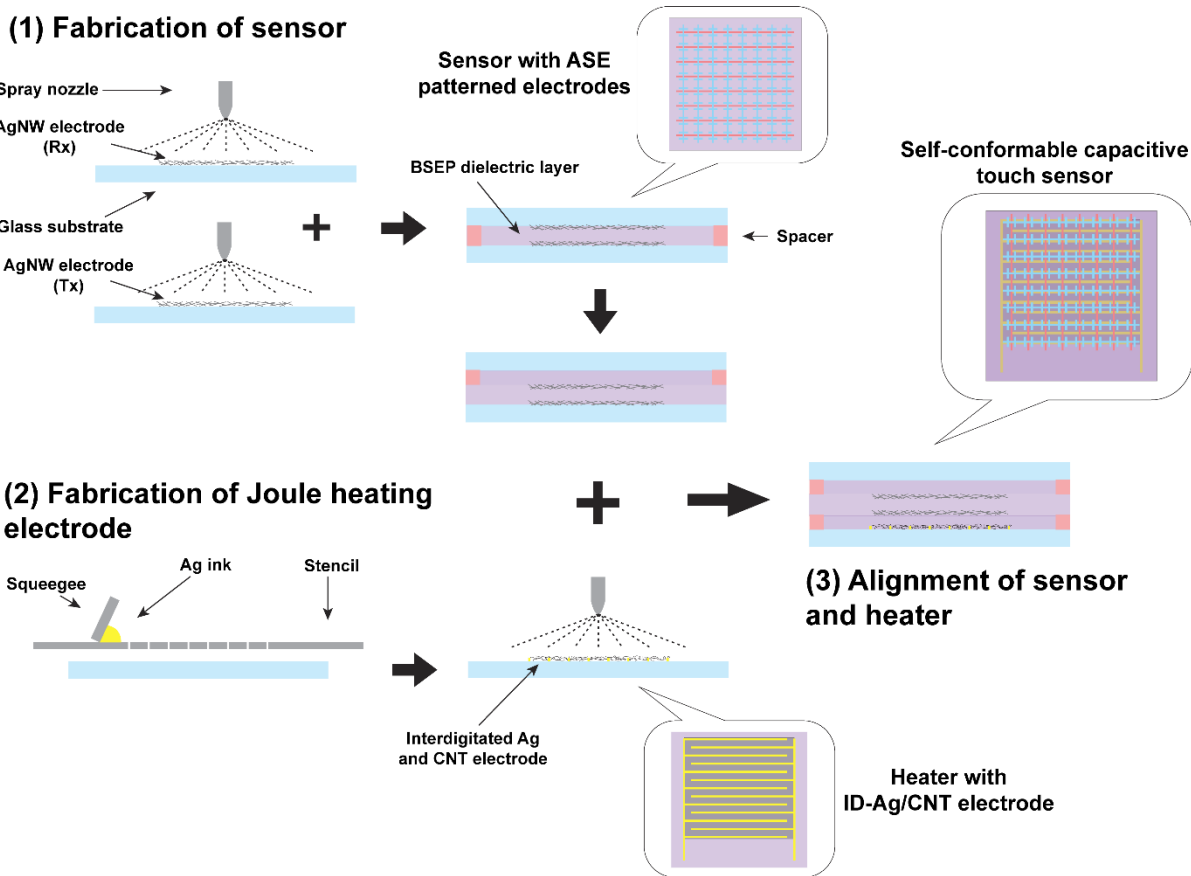 (1) Fabrication of sensor
Spray nozzle
AgNW electrode
(Rx)
Glass substrate
AgNW electrode
(Tx)
Sensor with ASE
patterned electrodes
BSEP dielectric layer
Spacer
Self-conformable capacitive
touch sensor
(2) Fabrication of Joule heating
electrode
Squeegee
Ag ink
Stencil
Interdigitated Ag
and CNT electrode
(3) Alignment of sensor
and heater
Heater with
ID-Ag/CNT electrode